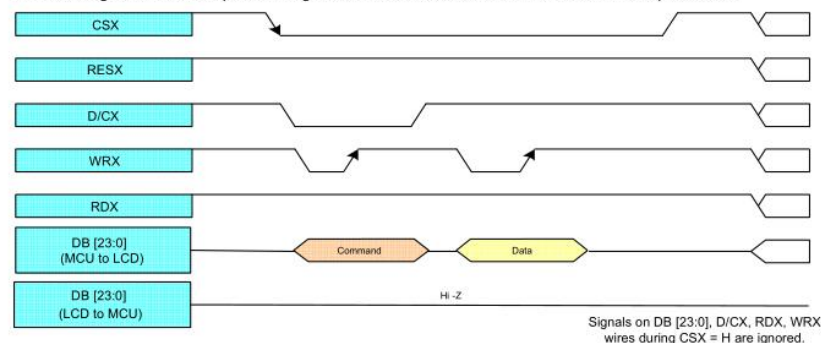 CSX
RESX
D/CX
WRX
RDX
DB [23:0]
(MCU to LCD)
Command
Data
DB [23:0]
(LCD to MCU)
Hi -Z
Signals on DB [23:0], D/CX, RDX, WRX
wires during CSX = H are ignored.